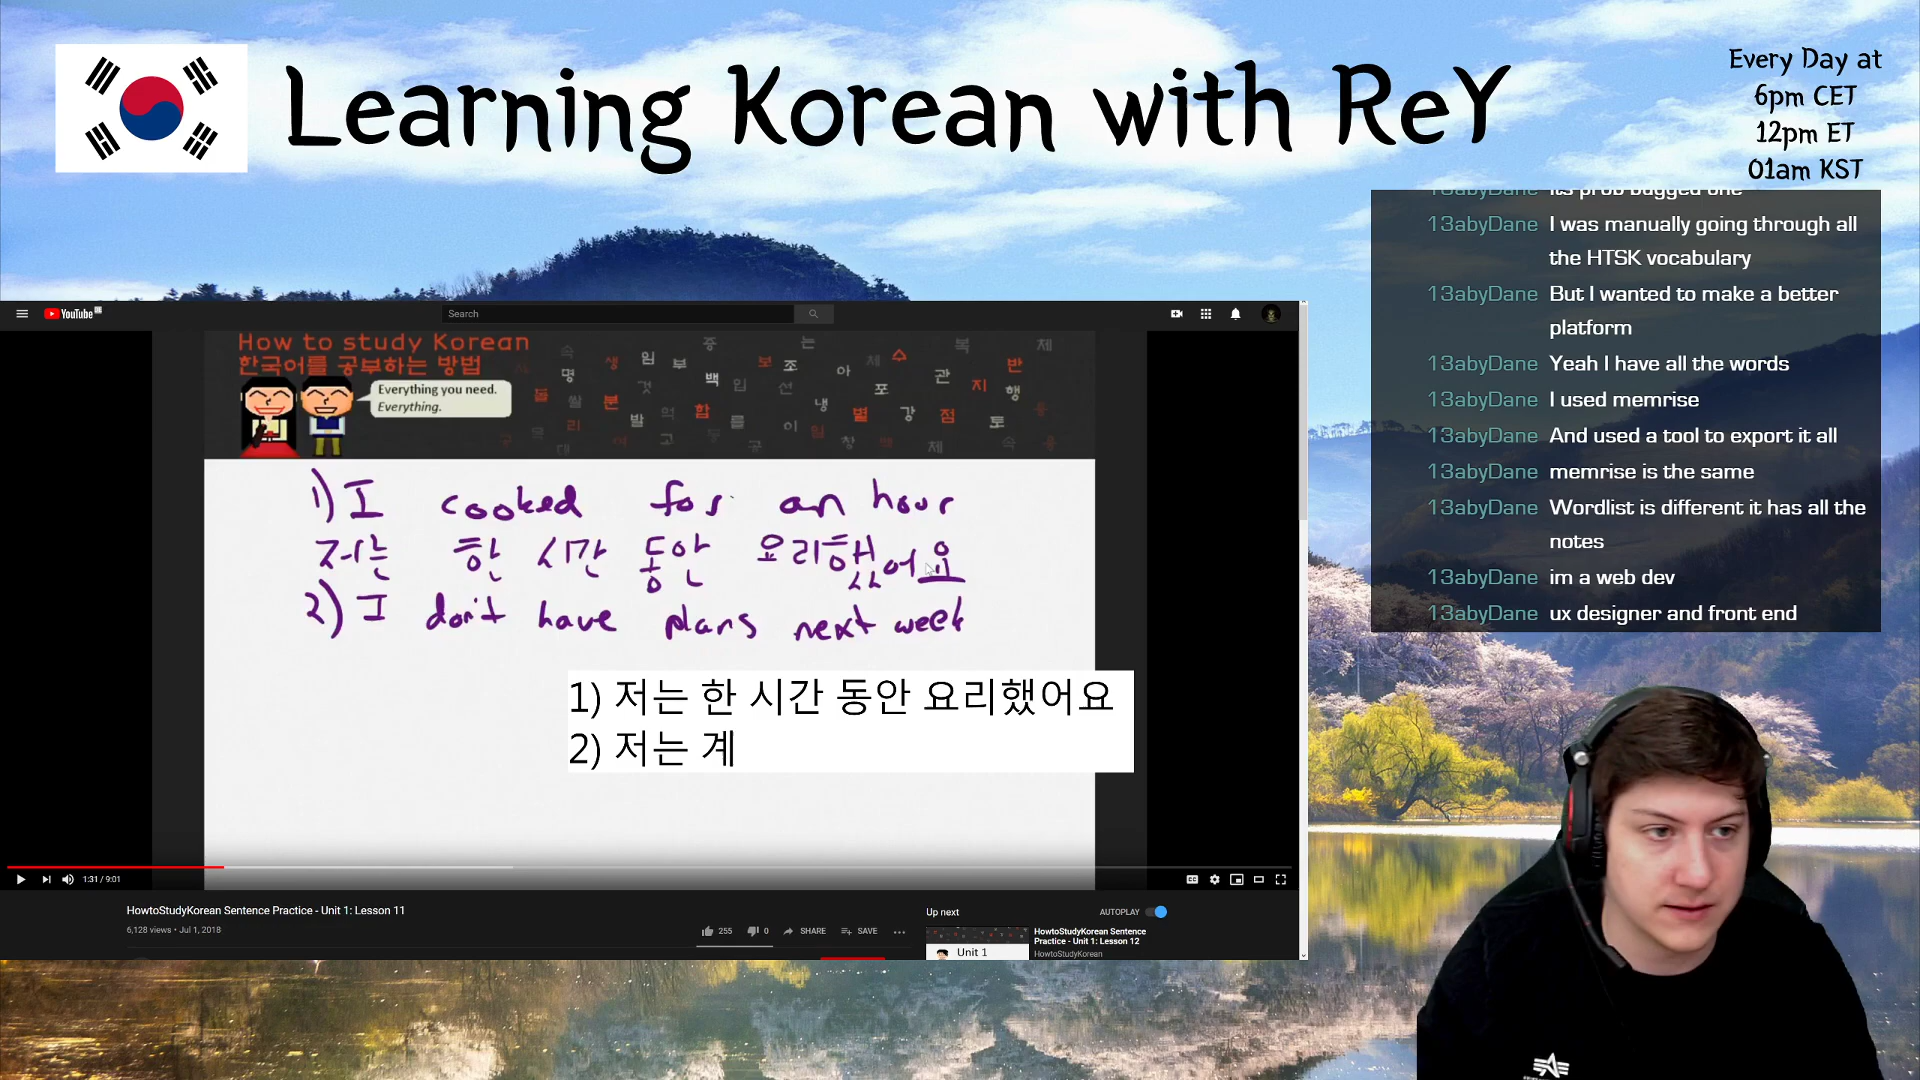 Learning Korean with ReY
Every Day at
6pm CET
12pm ET
01am KST
13abyDane its prob bugged one
13abyDane I was manually going through all
the HTSK vocabulary
13abyDane But I wanted to make a better
platform
13abyDane Yeah I have all the words
13abyDane I used memrise
13abyDane And used a tool to export it all
13abyDane memrise is the same
13abyDane Wordlist is different it has all the
notes
13abyDane im a web dev
13abyDane ux designer and front end
YouTube
Search
How to study Korean
한국어를 공부하는 방법
Everything you need.
Everything.
1) I cooked for an hour
저는 한 시간 동안 요리했어요
2) I don't have plans next week
1) 저는 한 시간 동안 요리했어요
2) 저는 계
1:31 / 9:01
HowtoStudyKorean Sentence Practice - Unit 1: Lesson 11
6,128 views • Jul 1, 2018
255 0 SHARE SAVE
Up next
AUTOPLAY
Unit 1
HowtoStudyKorean Sentence
Practice - Unit 1: Lesson 12
HowtoStudyKorean